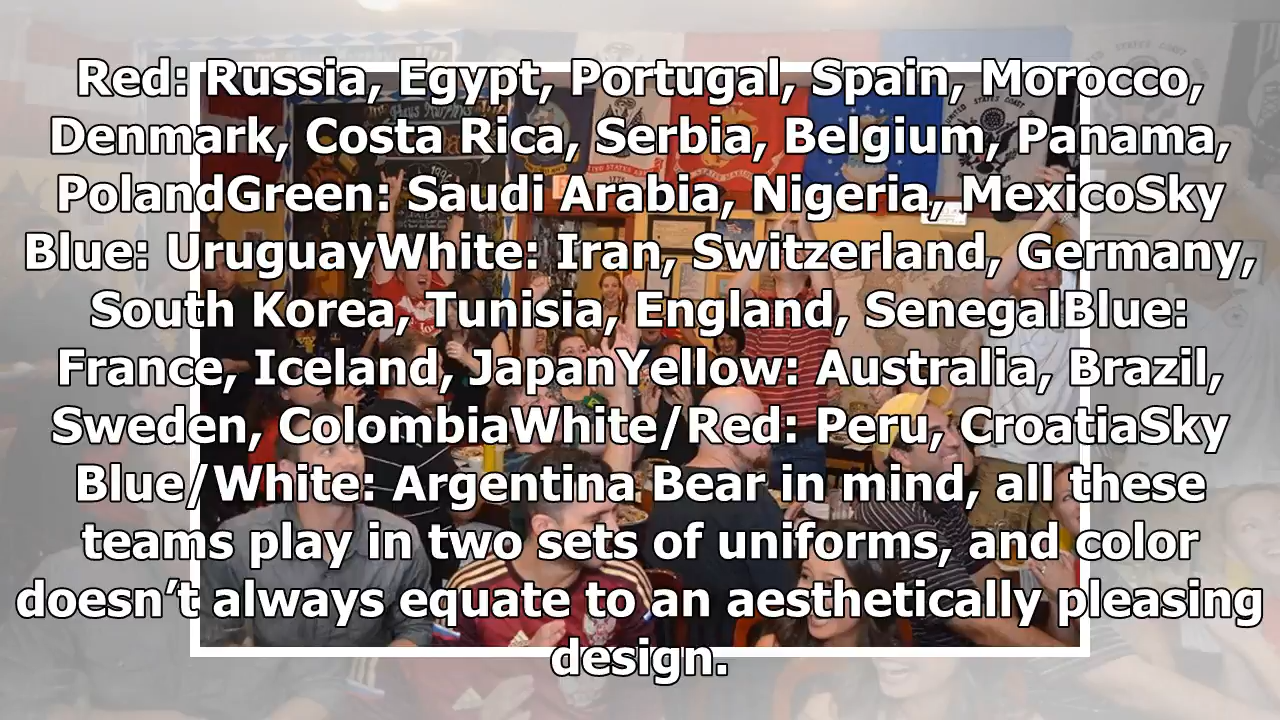 Red: Russia, Egypt, Portugal, Spain, Morocco,
Denmark, Costa Rica, Serbia, Belgium, Panama,
PolandGreen: Saudi Arabia, Nigeria, MexicoSky
Blue: UruguayWhite: Iran, Switzerland, Germany,
South Korea, Tunisia, England, SenegalBlue:
France, Iceland, JapanYellow: Australia, Brazil,
Sweden, ColombiaWhite/Red: Peru, CroatiaSky
Blue/White: Argentina Bear in mind, all these
teams play in two sets of uniforms, and color
doesn’t always equate to an aesthetically pleasing
design.